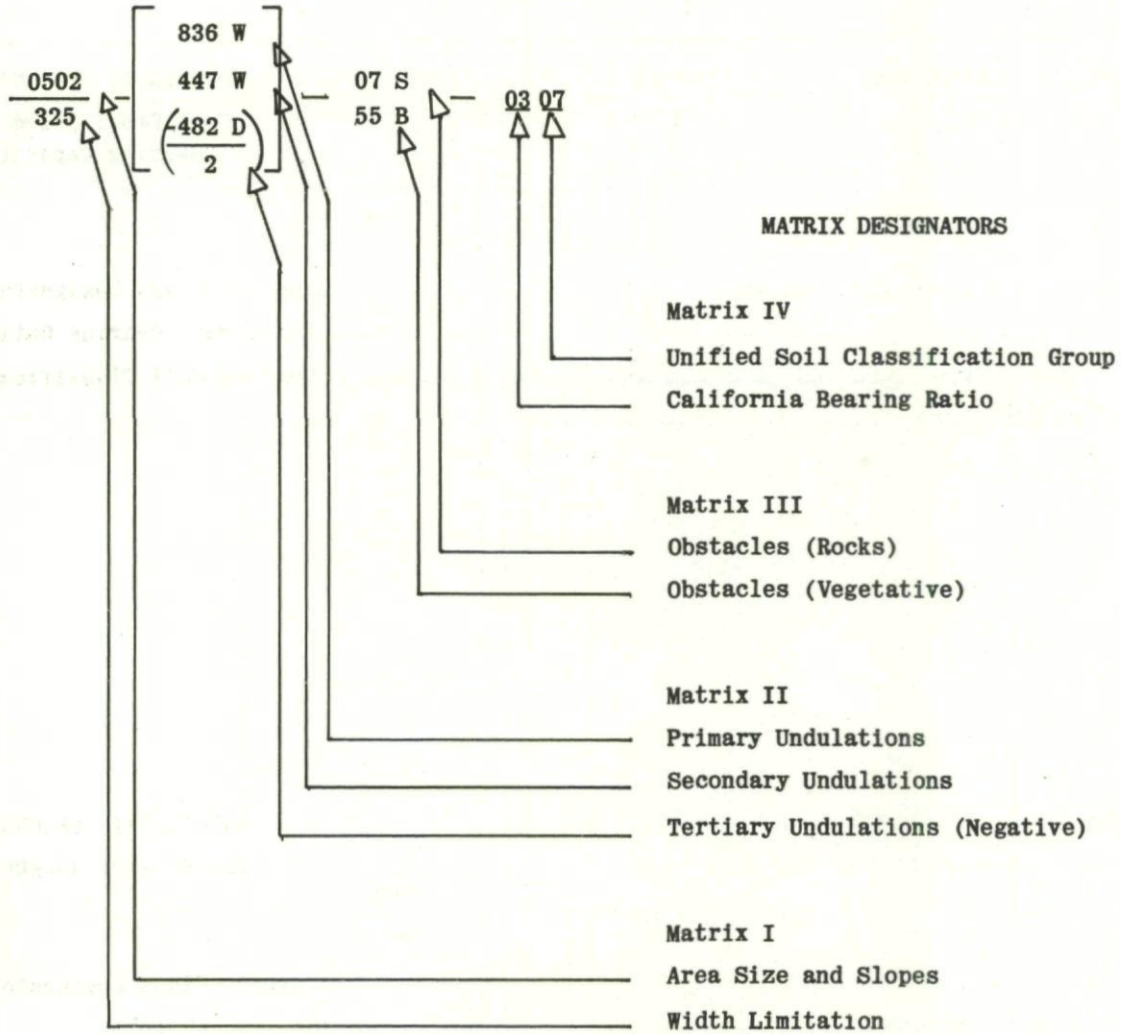 836 W
0502 - 447 W - 07 S - 03 07
325 (-482 D) 55 B
2
MATRIX DESIGNATORS
Matrix IV
Unified Soil Classification Group
California Bearing Ratio
Matrix III
Obstacles (Rocks)
Obstacles (Vegetative)
Matrix II
Primary Undulations
Secondary Undulations
Tertiary Undulations (Negative)
Matrix I
Area Size and Slopes
Width Limitation